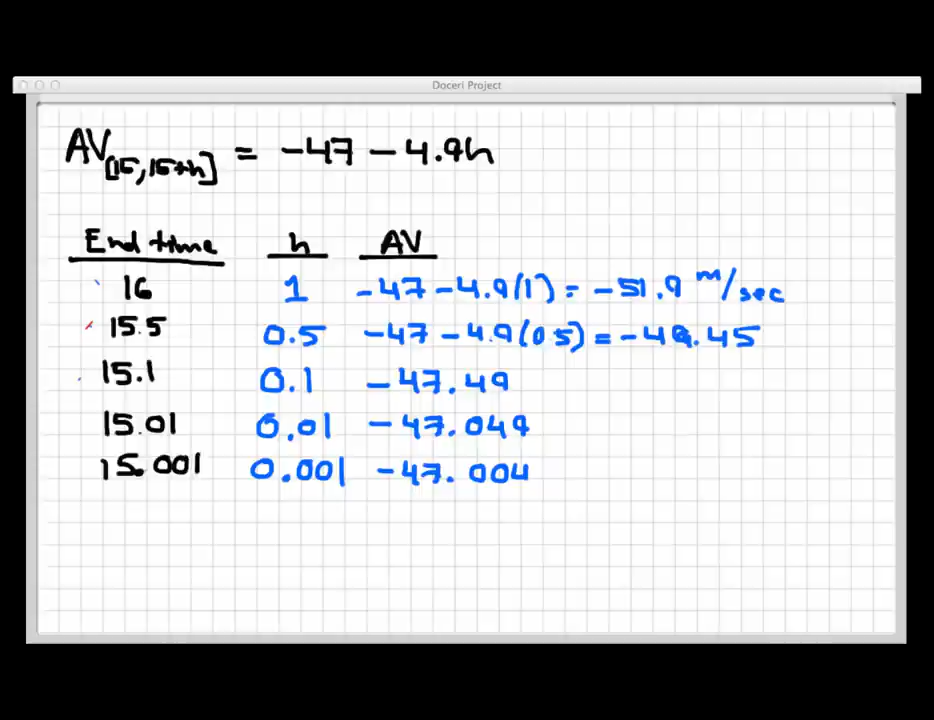 Doceri Project
AV[15,15+h] = -47 - 4.9h
End time h AV
16 1 -47 - 4.9(1) = -51.9 m/sec
15.5 0.5 -47 - 4.9(0.5) = -49.45
15.1 0.1 -47.49
15.01 0.01 -47.049
15.001 0.001 -47.004